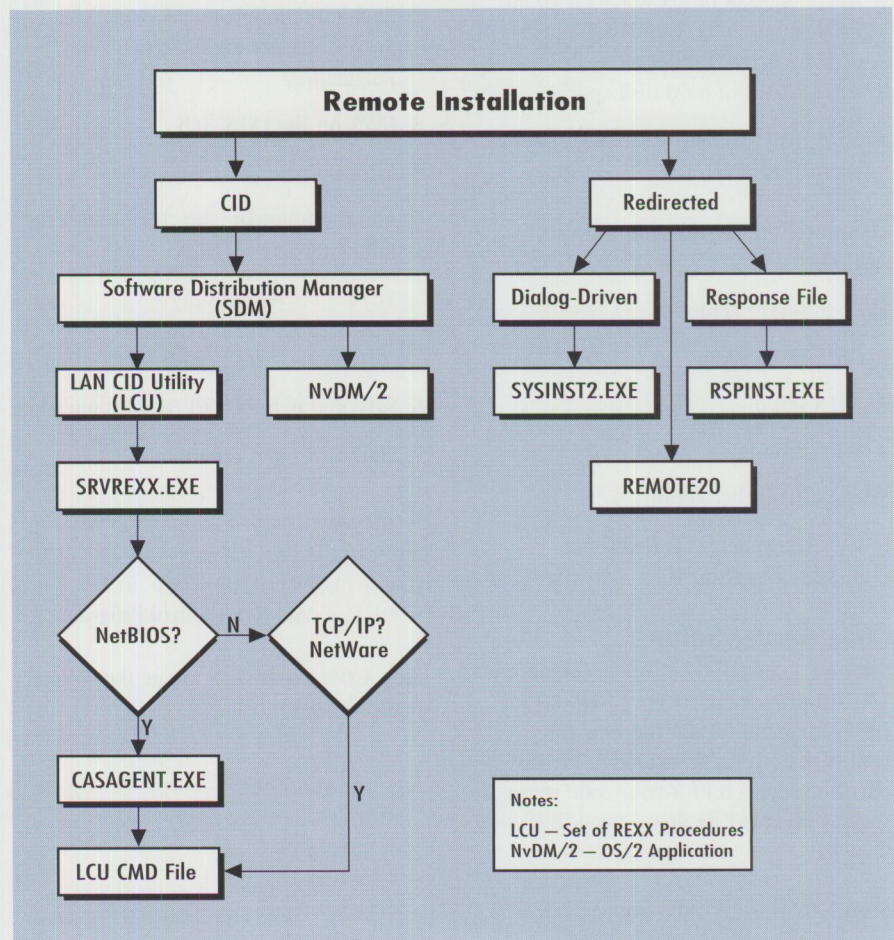 Remote Installation
CID
Redirected
Software Distribution Manager
(SDM)
Dialog-Driven
Response File
LAN CID Utility
(LCU)
NvDM/2
SYSINST2.EXE
RSPINST.EXE
SRVREXX.EXE
REMOTE20
NetBIOS?
N
TCP/IP?
NetWare
Y
CASAGENT.EXE
Y
LCU CMD File
Notes:
LCU — Set of REXX Procedures
NvDM/2 — OS/2 Application